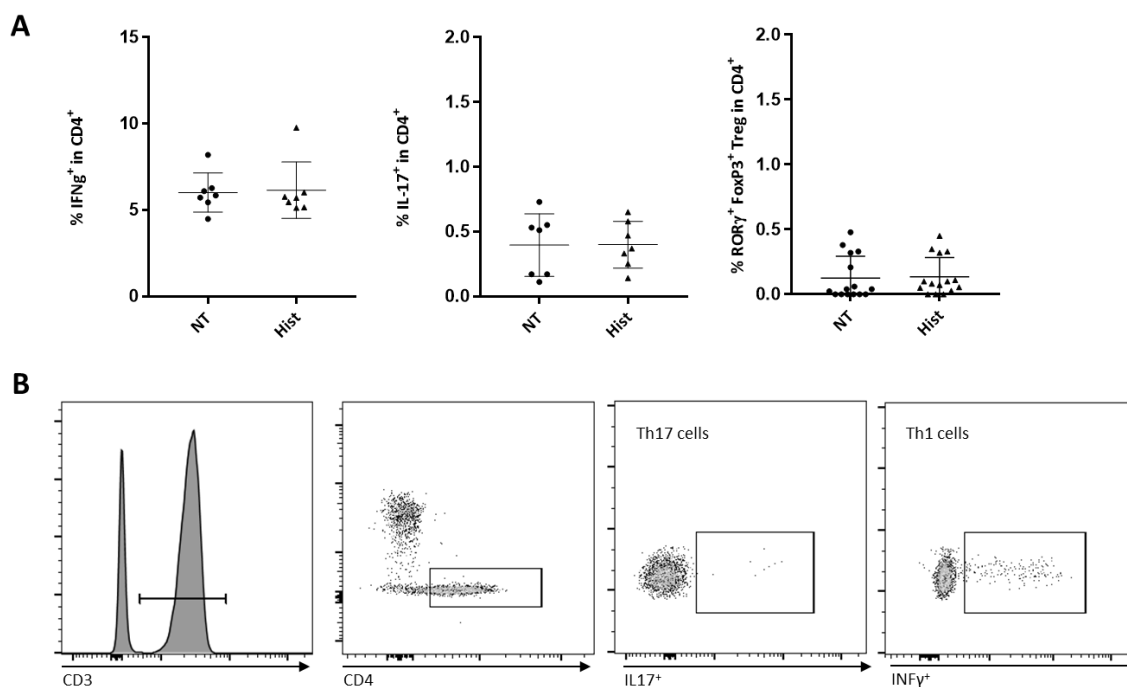 A
% IFNg⁺ in CD4⁺
15
10
5
0
NT
Hist
% IL-17⁺ in CD4⁺
2.0
1.5
1.0
0.5
0.0
NT
Hist
% RORγ⁺ FoxP3⁺ Treg in CD4⁺
2.0
1.5
1.0
0.5
0.0
NT
Hist
B
CD3
CD4
Th17 cells
IL17⁺
Th1 cells
INFγ⁺